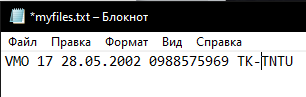 *myfiles.txt – Блокнот
Файл Правка Формат Вид Справка
VMO 17 28.05.2002 0988575969 TK-TNTU